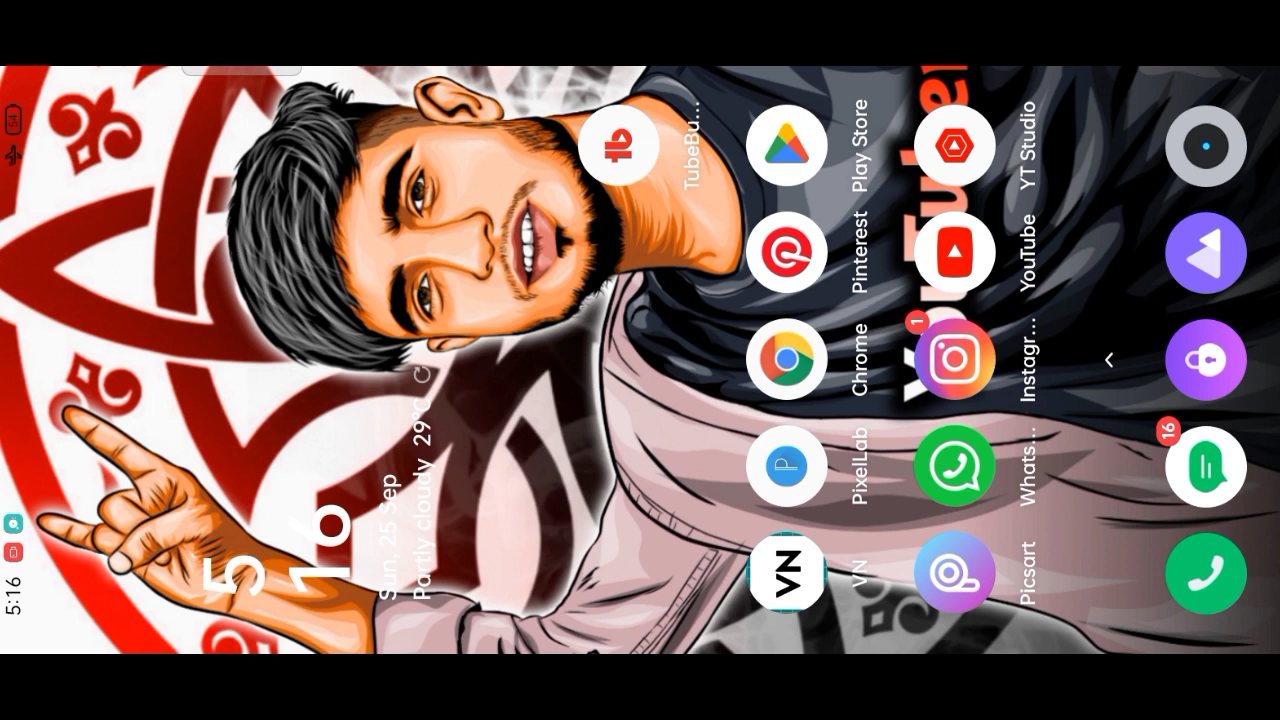 5:16
54
5
16
Sun, 25 Sep
Partly cloudy 29°C
TubeBu...
VN
PixelLab
P
Chrome
Pinterest
Play Store
1
16
Picsart
Whats...
Instagr...
YouTube
YT Studio